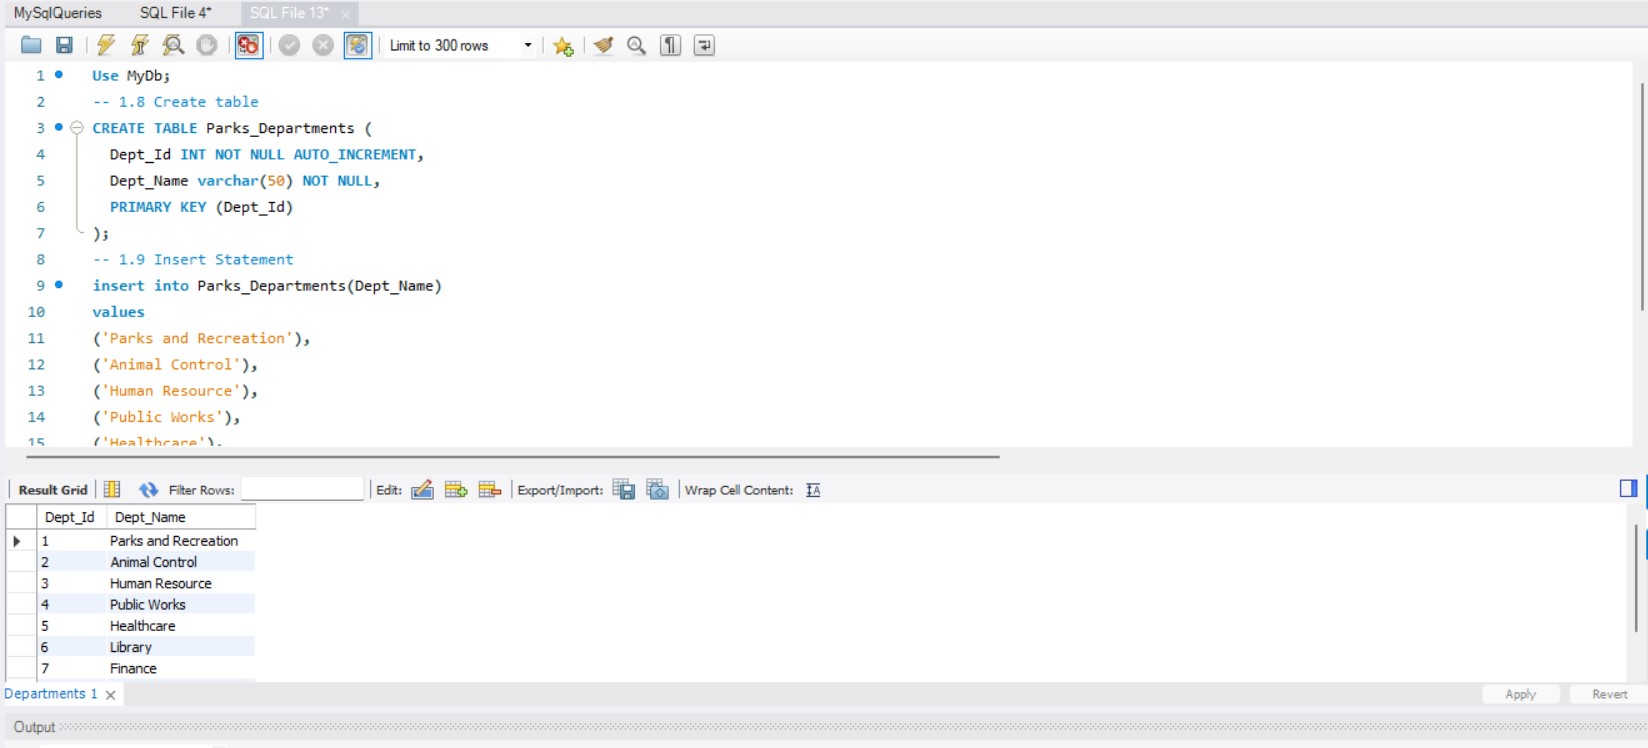 MySqlQueries SQL File 4* SQL File 13*
Limit to 300 rows
1 Use MyDb;
2 -- 1.8 Create table
3 CREATE TABLE Parks_Departments (
4 Dept_Id INT NOT NULL AUTO_INCREMENT,
5 Dept_Name varchar(50) NOT NULL,
6 PRIMARY KEY (Dept_Id)
7 );
8 -- 1.9 Insert Statement
9 insert into Parks_Departments(Dept_Name)
10 values
11 ('Parks and Recreation'),
12 ('Animal Control'),
13 ('Human Resource'),
14 ('Public Works'),
15 ('Healthcare'),
Result Grid Filter Rows: Edit: Export/Import: Wrap Cell Content: IA
Dept_Id Dept_Name
1 Parks and Recreation
2 Animal Control
3 Human Resource
4 Public Works
5 Healthcare
6 Library
7 Finance
Departments 1 Apply Revert
Output